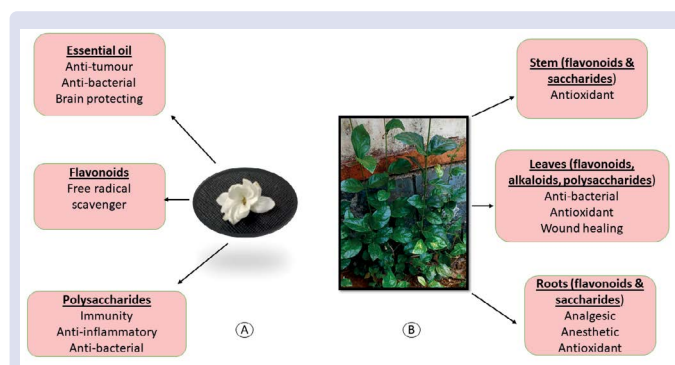 Essential oil
Anti-tumour
Anti-bacterial
Brain protecting
Flavonoids
Free radical
scavenger
Polysaccharides
Immunity
Anti-inflammatory
Anti-bacterial
A
B
Stem (flavonoids &
saccharides)
Antioxidant
Leaves (flavonoids,
alkaloids, polysaccharides)
Anti-bacterial
Antioxidant
Wound healing
Roots (flavonoids &
saccharides)
Analgesic
Anesthetic
Antioxidant